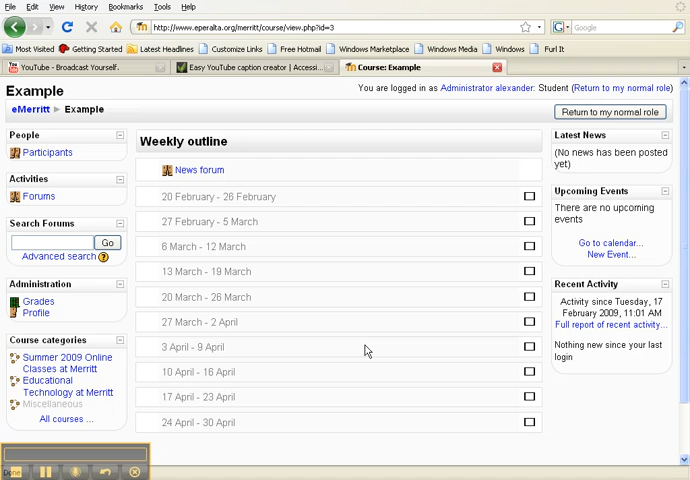 File Edit View History Bookmarks Tools Help
http://www.eperalta.org/merritt/course/view.php?id=3
Google
Most Visited Getting Started Latest Headlines Customize Links Free Hotmail Windows Marketplace Windows Media Windows Furl It
YouTube - Broadcast Yourself. Easy YouTube caption creator | Accessi... Course: Example
Example
You are logged in as Administrator alexander: Student (Return to my normal role)
eMerritt ► Example
Return to my normal role
People
Participants
Activities
Forums
Search Forums
Go
Advanced search ?
Administration
Grades
Profile
Course categories
Summer 2009 Online
Classes at Merritt
Educational
Technology at Merritt
Miscellaneous
All courses ...
Weekly outline
News forum
20 February - 26 February
27 February - 5 March
6 March - 12 March
13 March - 19 March
20 March - 26 March
27 March - 2 April
3 April - 9 April
10 April - 16 April
17 April - 23 April
24 April - 30 April
Latest News
(No news has been posted
yet)
Upcoming Events
There are no upcoming
events
Go to calendar...
New Event...
Recent Activity
Activity since Tuesday, 17
February 2009, 11:01 AM
Full report of recent activity...
Nothing new since your last
login
Done